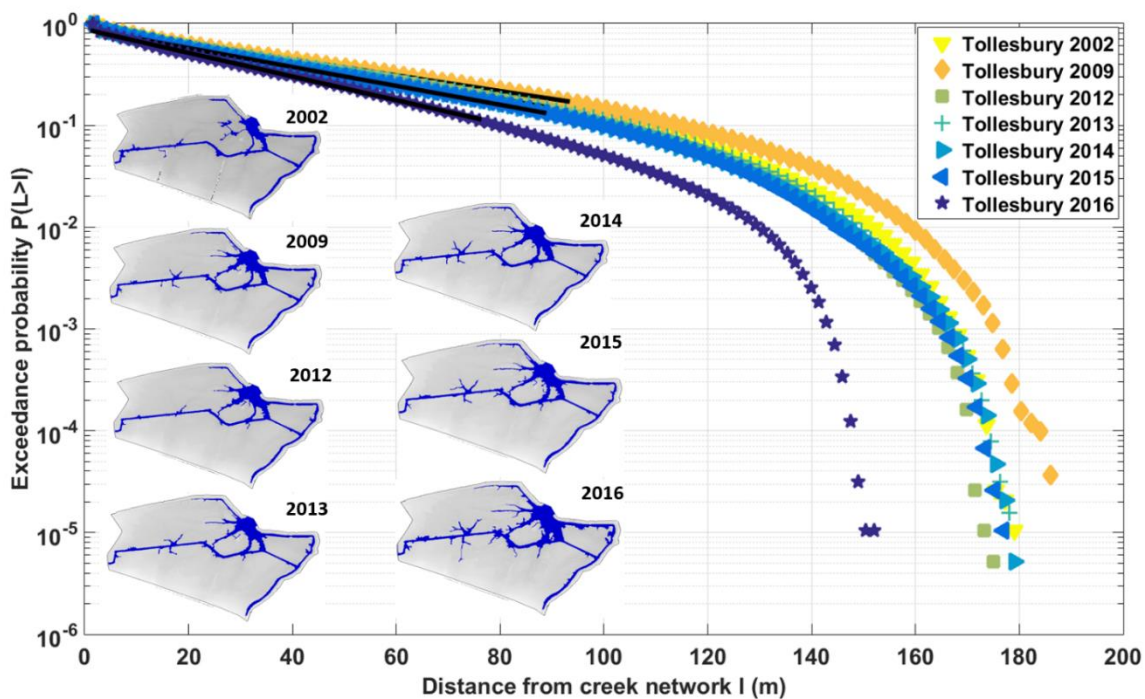 Exceedance probability P(L>l)
10^0
10^-1
10^-2
10^-3
10^-4
10^-5
10^-6
2002
2009
2012
2013
2014
2015
2016
Tollesbury 2002
Tollesbury 2009
Tollesbury 2012
Tollesbury 2013
Tollesbury 2014
Tollesbury 2015
Tollesbury 2016
0 20 40 60 80 100 120 140 160 180 200
Distance from creek network l (m)